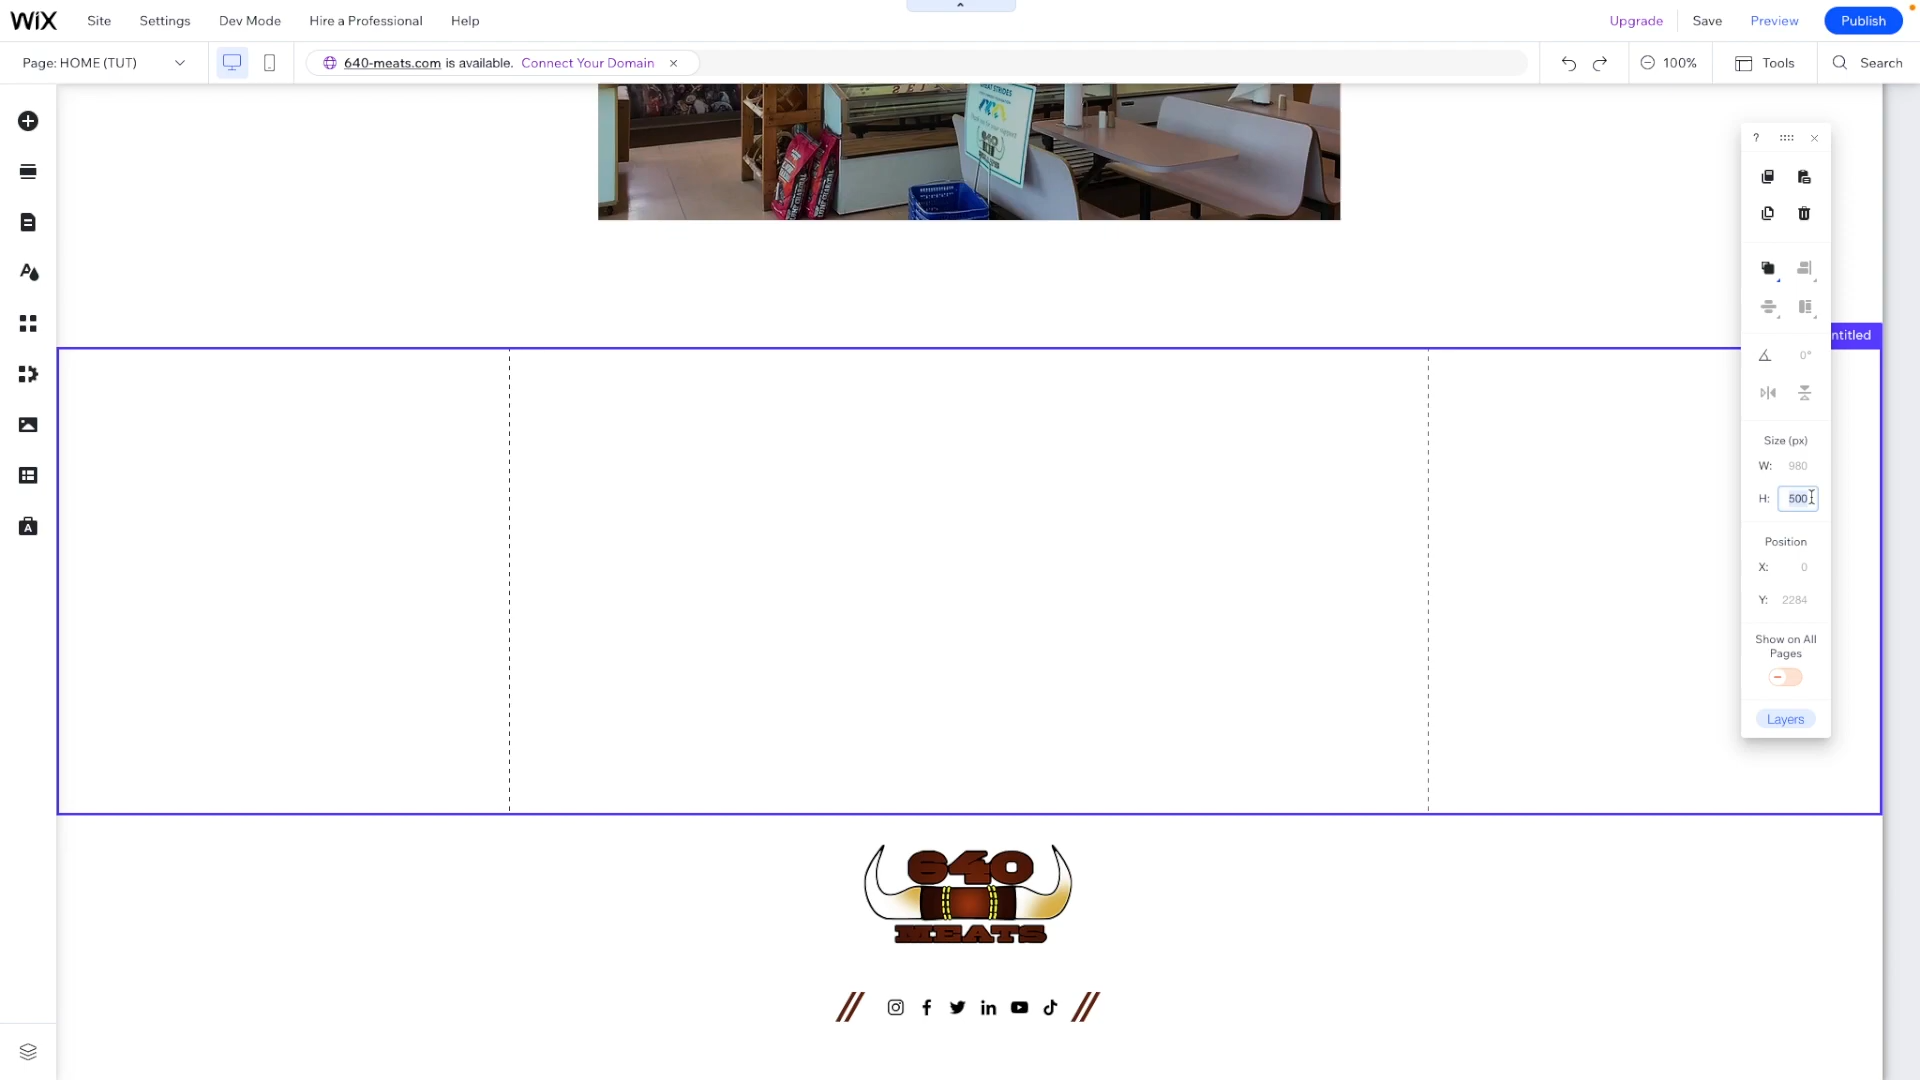 WiX Site Settings Dev Mode Hire a Professional Help Upgrade Save Preview Publish
Page: HOME (TUT) 640-meats.com is available. Connect Your Domain 100% Tools Search
?
ntitled
0°
Size (px)
W: 980
H: 500
Position
X: 0
Y: 2284
Show on All
Pages
Layers
640
MEATS